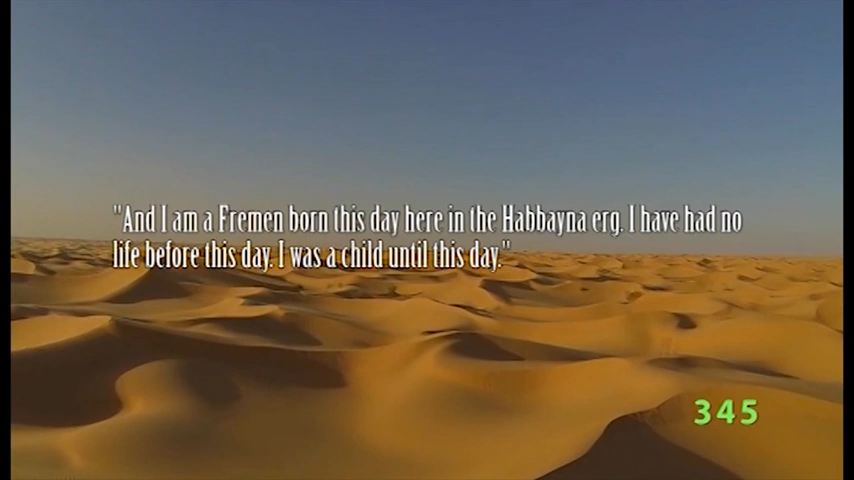 "And I am a Fremen born this day here in the Habbayna erg. I have had no
life before this day. I was a child until this day."
345